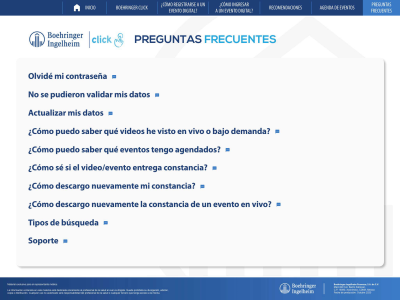 INICIO
BOEHRINGER CLICK
¿CÓMO REGISTRARSE A UN
EVENTO DIGITAL?
¿CÓMO INGRESAR
A UN EVENTO DIGITAL?
RECOMENDACIONES
AGENDA DE EVENTOS
PREGUNTAS
FRECUENTES
Boehringer
Ingelheim
click
PREGUNTAS FRECUENTES
Olvidé mi contraseña
No se pudieron validar mis datos
Actualizar mis datos
¿Cómo puedo saber qué videos he visto en vivo o bajo demanda?
¿Cómo puedo saber qué eventos tengo agendados?
¿Cómo sé si el video/evento entrega constancia?
¿Cómo descargo nuevamente mi constancia?
¿Cómo descargo nuevamente la constancia de un evento en vivo?
Tipos de búsqueda
Soporte
Boehringer
Ingelheim